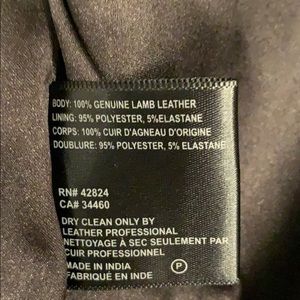 BODY: 100% GENUINE LAMB LEATHER
LINING: 95% POLYESTER, 5%ELASTANE
CORPS: 100% CUIR D'AGNEAU D'ORIGINE
DOUBLURE: 95% POLYESTER, 5% ELASTANE
RN# 42824
CA# 34460
DRY CLEAN ONLY BY
LEATHER PROFESSIONAL
NETTOYAGE À SEC SEULEMENT PAR
CUIR PROFESSIONNEL
MADE IN INDIA
FABRIQUÉ EN INDE
P